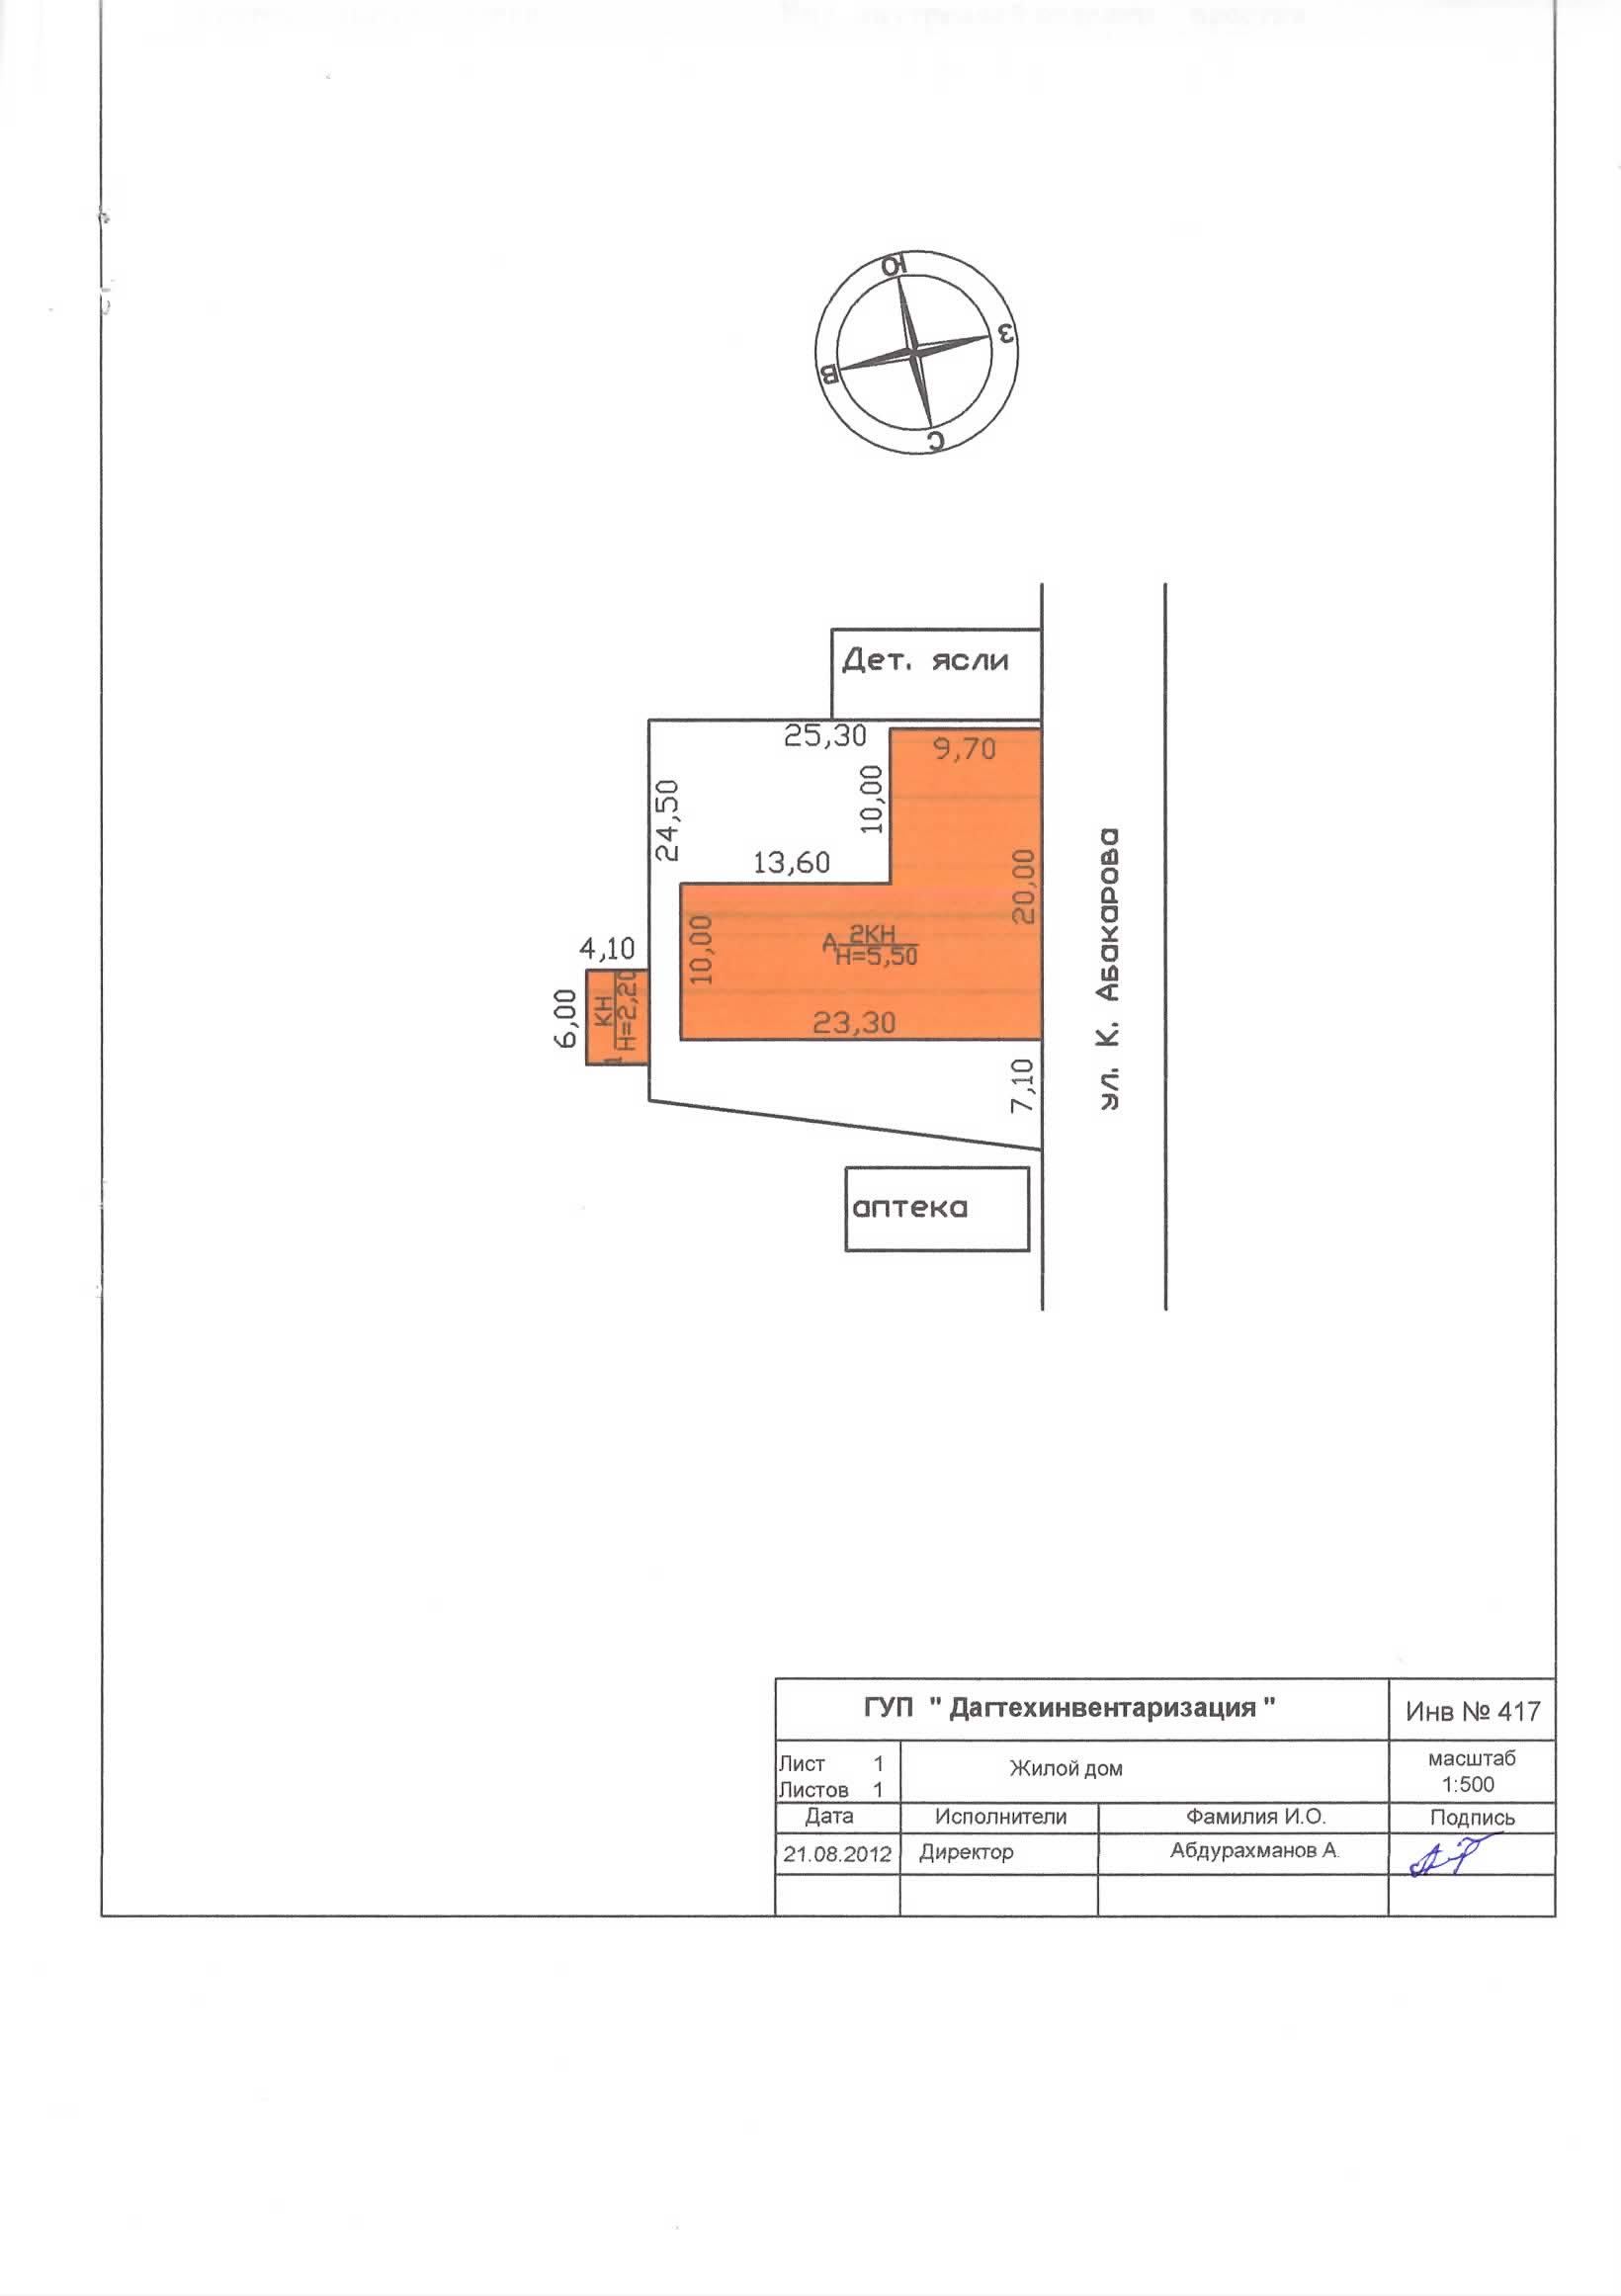 Ю
З
В
С
Дет. ясли
25,30
9,70
24,50
10,00
13,60
20,00
4,10
10,00
А 2КН
Н=5,50
6,00
КН
Н=2,20
1
23,30
7,10
ул. К. Абакарова
аптека
ГУП " Дагтехинвентаризация " Инв № 417
Лист 1 Жилой дом масштаб
Листов 1 1:500
Дата Исполнители Фамилия И.О. Подпись
21.08.2012 Директор Абдурахманов А.